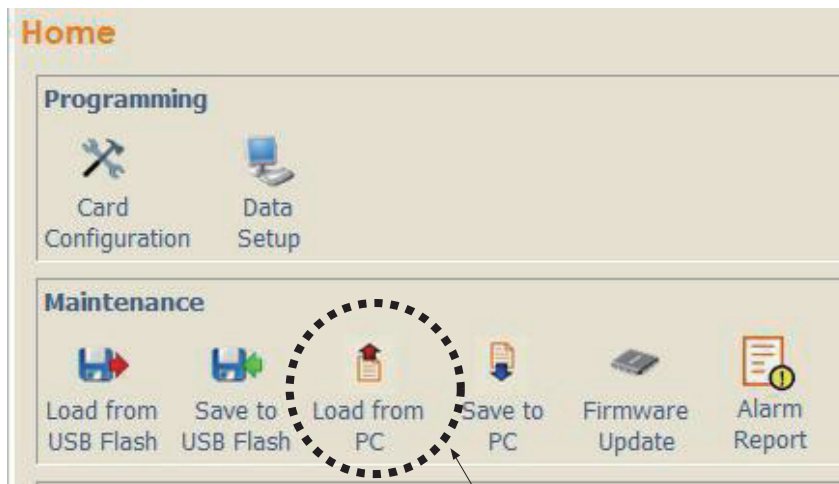 Home
Programming
Card Configuration
Data Setup
Maintenance
Load from USB Flash
Save to USB Flash
Load from PC
Save to PC
Firmware Update
Alarm Report